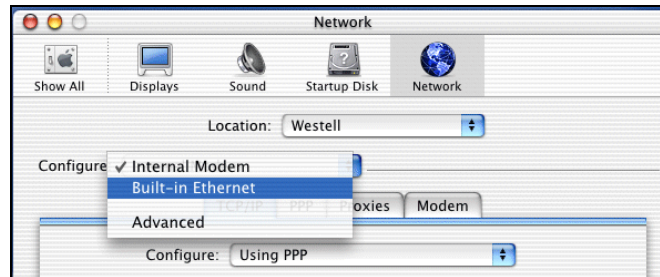 Network
Show All Displays Sound Startup Disk Network
Location: Westell
Configure ✓ Internal Modem
Built-in Ethernet
TCP/IP PPP Proxies Modem
Advanced
Configure: Using PPP